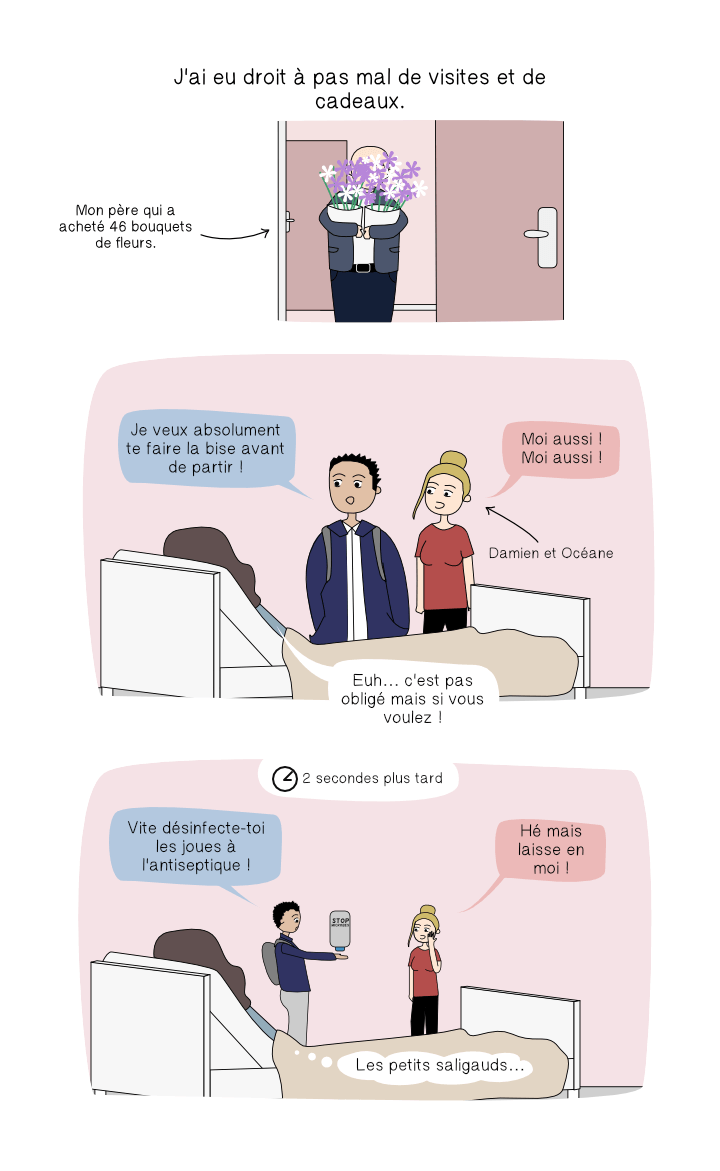 J'ai eu droit à pas mal de visites et de
cadeaux.
Mon père qui a
acheté 46 bouquets
de fleurs.
Je veux absolument
te faire la bise avant
de partir !
Moi aussi !
Moi aussi !
Damien et Océane
Euh... c'est pas
obligé mais si vous
voulez !
2 secondes plus tard
Vite désinfecte-toi
les joues à
l'antiseptique !
Hé mais
laisse en
moi !
STOP
MICROBES
Les petits saligauds...